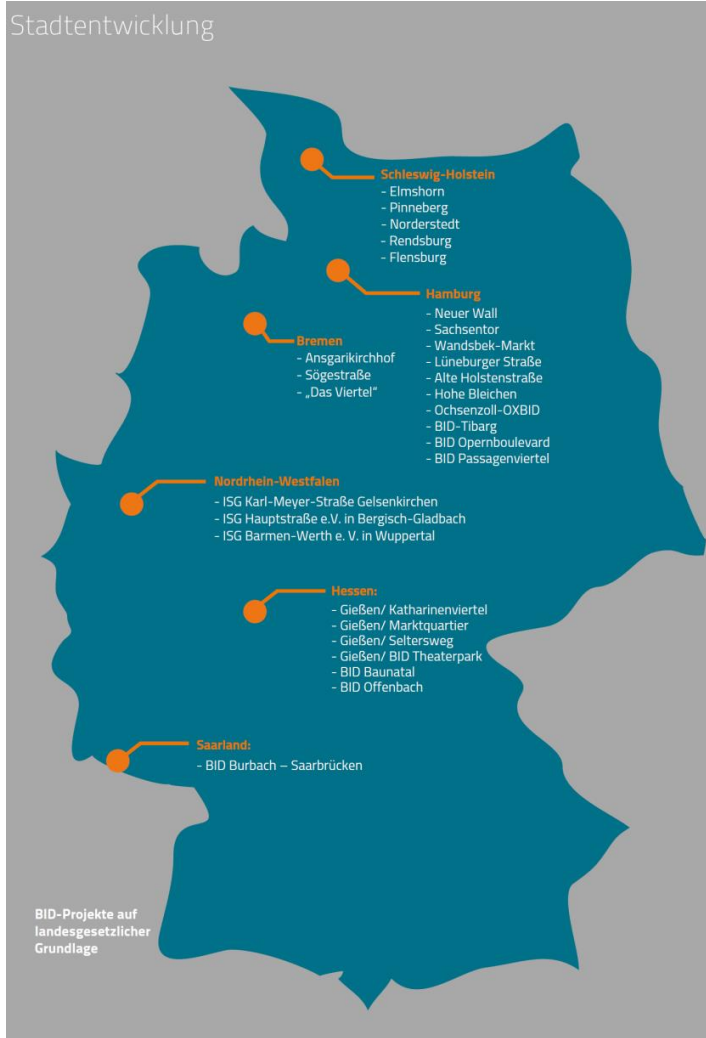 Stadtentwicklung
Schleswig-Holstein
- Elmshorn
- Pinneberg
- Norderstedt
- Rendsburg
- Flensburg
Hamburg
- Neuer Wall
- Sachsentor
- Wandsbek-Markt
- Lüneburger Straße
- Alte Holstenstraße
- Hohe Bleichen
- Ochsenzoll-OXBID
- BID-Tibarg
- BID Opernboulevard
- BID Passagenviertel
Bremen
- Ansgarikirchhof
- Sögestraße
- „Das Viertel“
Nordrhein-Westfalen
- ISG Karl-Meyer-Straße Gelsenkirchen
- ISG Hauptstraße e.V. in Bergisch-Gladbach
- ISG Barmen-Werth e. V. in Wuppertal
Hessen:
- Gießen/ Katharinenviertel
- Gießen/ Marktquartier
- Gießen/ Seltersweg
- Gießen/ BID Theaterpark
- BID Baunatal
- BID Offenbach
Saarland:
- BID Burbach – Saarbrücken
BID-Projekte auf
landesgesetzlicher
Grundlage